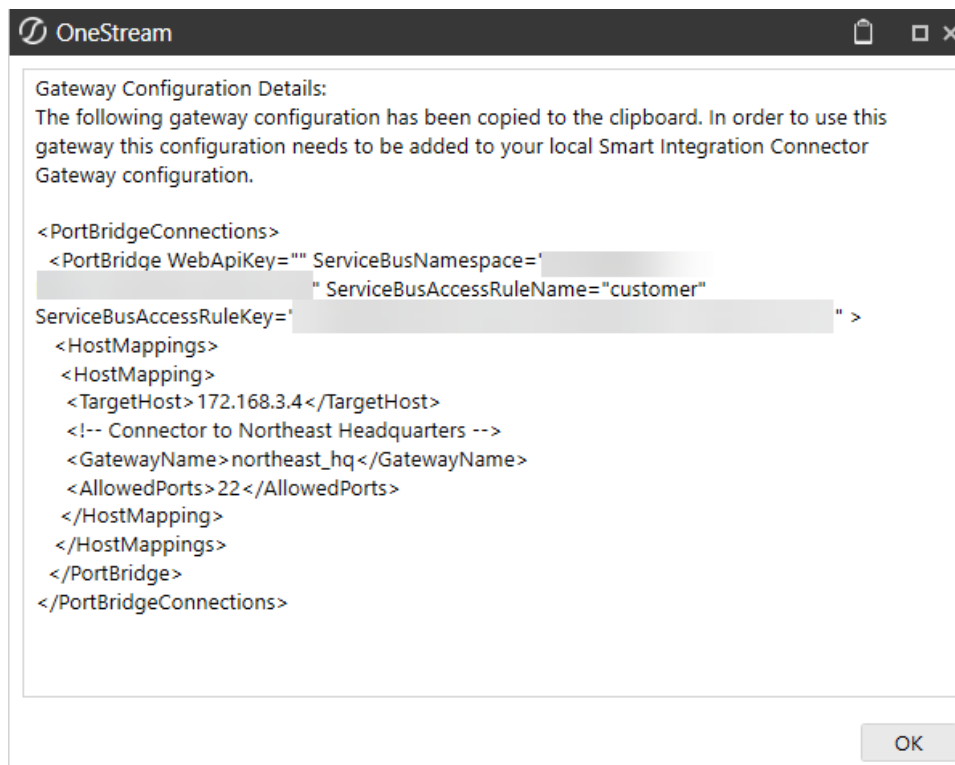 OneStream
Gateway Configuration Details:
The following gateway configuration has been copied to the clipboard. In order to use this
gateway this configuration needs to be added to your local Smart Integration Connector
Gateway configuration.
<PortBridgeConnections>
<PortBridge WebApiKey="" ServiceBusNamespace="
" ServiceBusAccessRuleName="customer"
ServiceBusAccessRuleKey="" >
<HostMappings>
<HostMapping>
<TargetHost>172.168.3.4</TargetHost>
<!-- Connector to Northeast Headquarters -->
<GatewayName>northeast_hq</GatewayName>
<AllowedPorts>22</AllowedPorts>
</HostMapping>
</HostMappings>
</PortBridge>
</PortBridgeConnections>
OK